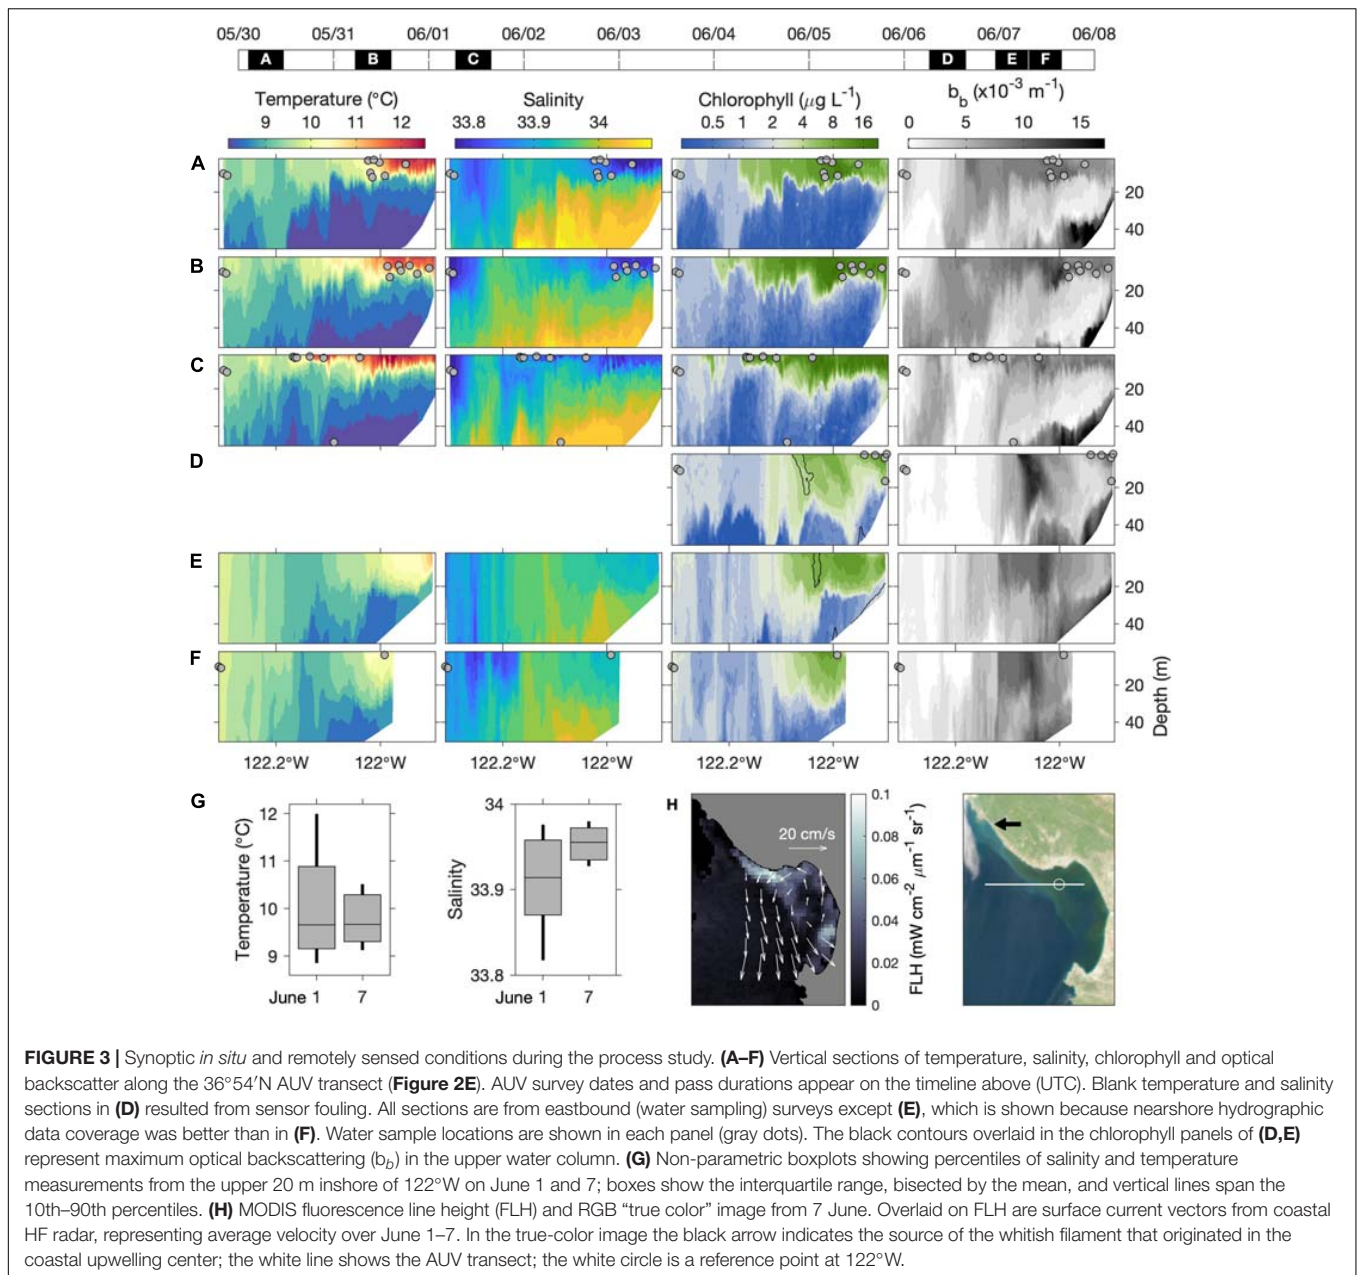 05/30 05/31 06/01 06/02 06/03 06/04 06/05 06/06 06/07 06/08
A B C D E F
Temperature (°C) Salinity Chlorophyll (μg L⁻¹) b_b (x10⁻³ m⁻¹)
9 10 11 12 33.8 33.9 34 0.5 1 2 4 8 16 0 5 10 15
A
20
40
B
20
40
C
20
40
D
20
40
E
20
40
F
20
40
Depth (m)
122.2°W 122°W 122.2°W 122°W 122.2°W 122°W 122.2°W 122°W
G
Temperature (°C)
12
11
10
9
June 1 7
Salinity
34
33.9
33.8
June 1 7
H
20 cm/s
0.1
0.08
0.06
0.04
0.02
0
FLH (mW cm⁻² μm⁻¹ sr⁻¹)
FIGURE 3 | Synoptic in situ and remotely sensed conditions during the process study. (A–F) Vertical sections of temperature, salinity, chlorophyll and optical
backscatter along the 36°54′N AUV transect (Figure 2E). AUV survey dates and pass durations appear on the timeline above (UTC). Blank temperature and salinity
sections in (D) resulted from sensor fouling. All sections are from eastbound (water sampling) surveys except (E), which is shown because nearshore hydrographic
data coverage was better than in (F). Water sample locations are shown in each panel (gray dots). The black contours overlaid in the chlorophyll panels of (D,E)
represent maximum optical backscattering (b_b) in the upper water column. (G) Non-parametric boxplots showing percentiles of salinity and temperature
measurements from the upper 20 m inshore of 122°W on June 1 and 7; boxes show the interquartile range, bisected by the mean, and vertical lines span the
10th–90th percentiles. (H) MODIS fluorescence line height (FLH) and RGB “true color” image from 7 June. Overlaid on FLH are surface current vectors from coastal
HF radar, representing average velocity over June 1–7. In the true-color image the black arrow indicates the source of the whitish filament that originated in the
coastal upwelling center; the white line shows the AUV transect; the white circle is a reference point at 122°W.